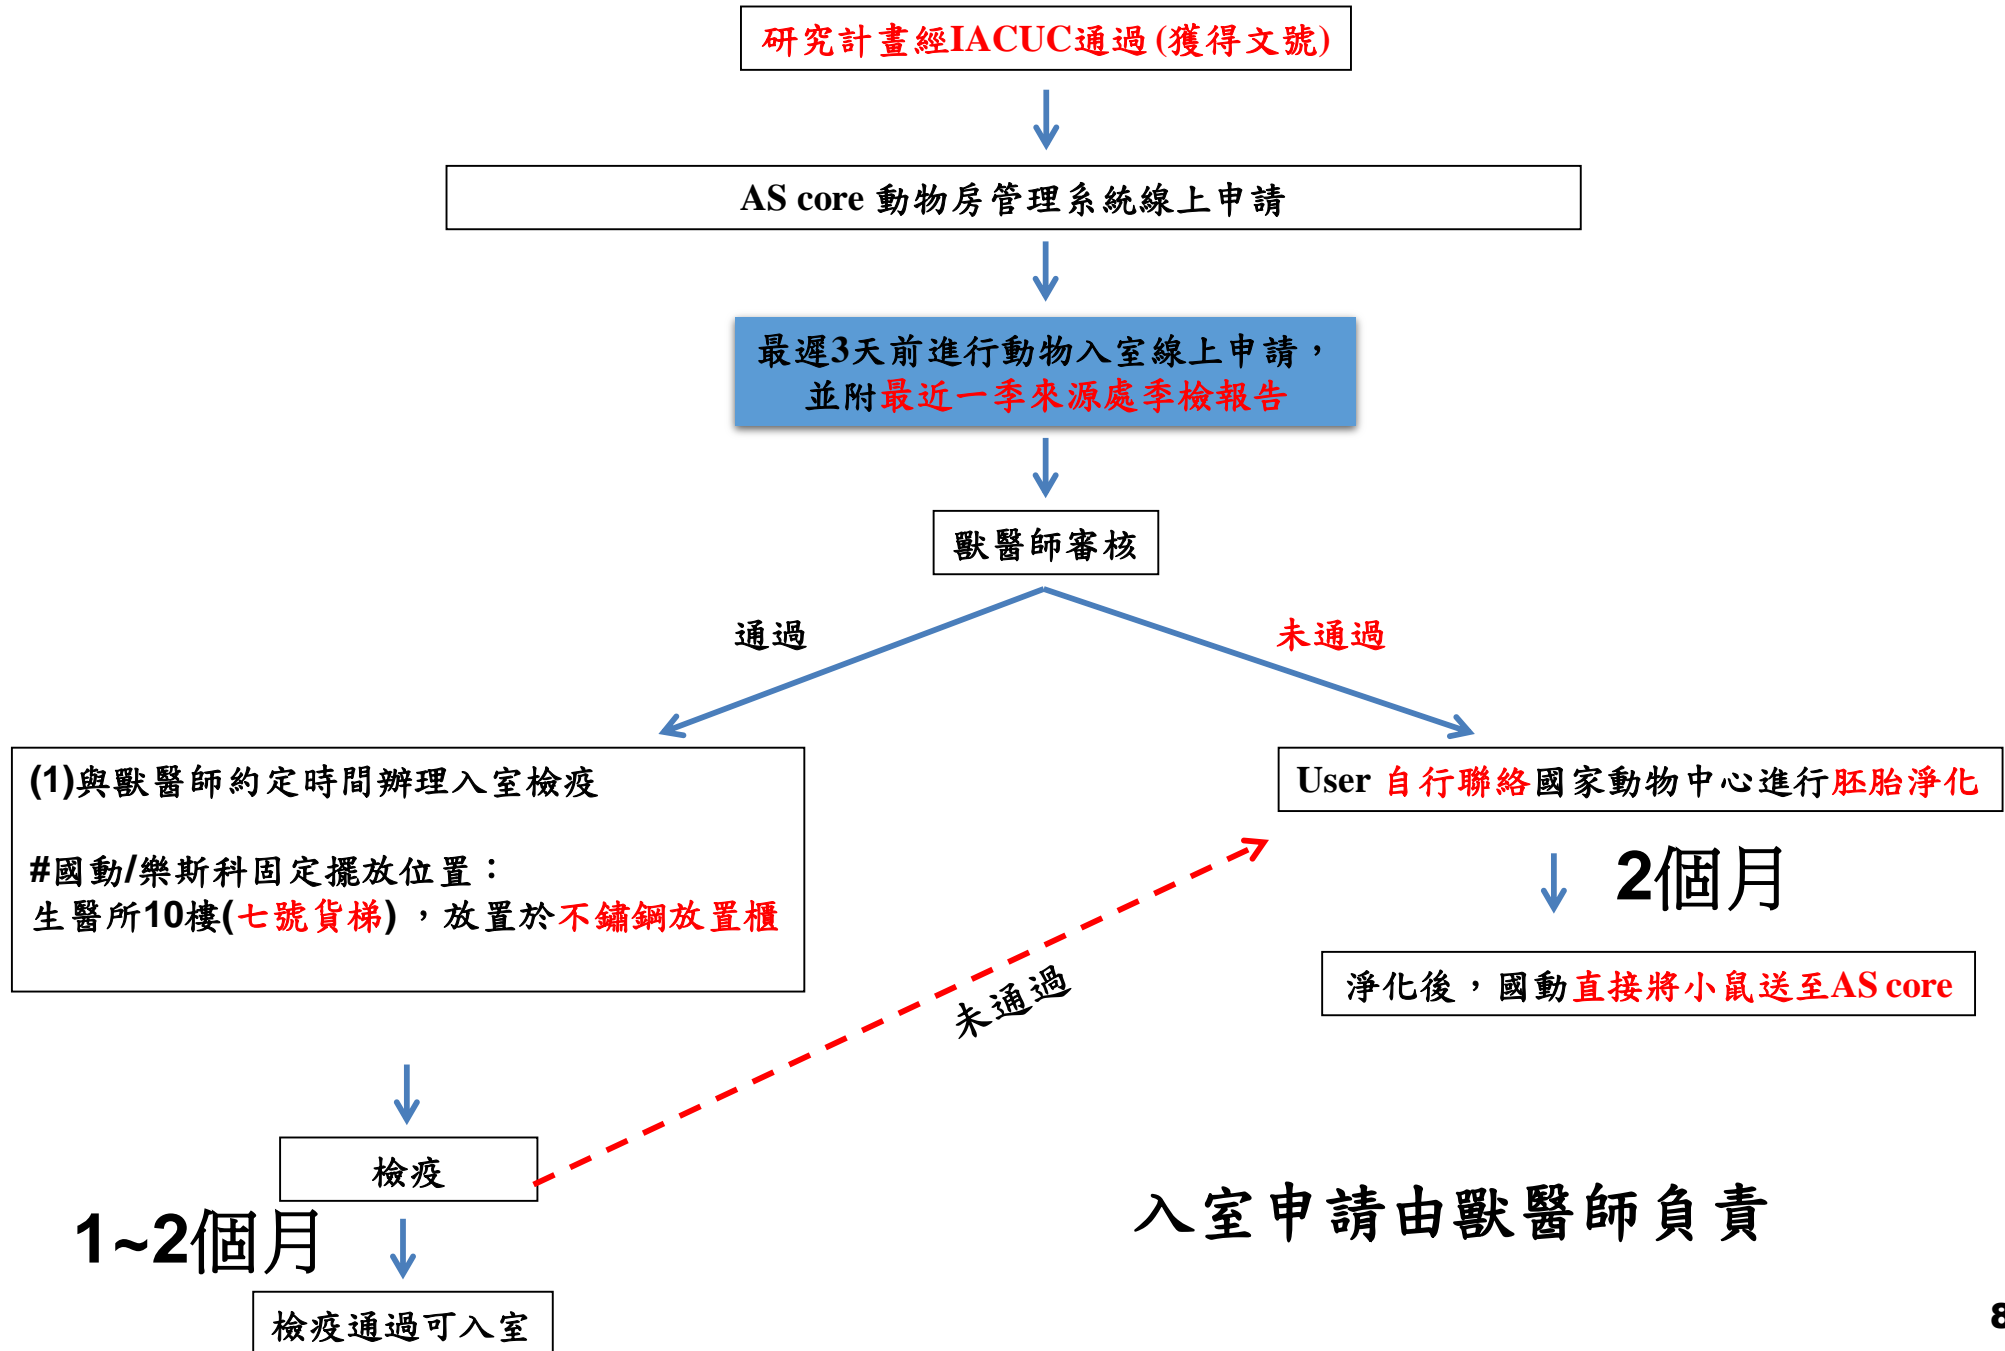 研究計畫經IACUC通過(獲得文號)
AS core 動物房管理系統線上申請
最遲3天前進行動物入室線上申請，
並附最近一季來源處季檢報告
獸醫師審核
通過
未通過
(1)與獸醫師約定時間辦理入室檢疫
#國動/樂斯科固定擺放位置：
生醫所10樓(七號貨梯)，放置於不鏽鋼放置櫃
User 自行聯絡國家動物中心進行胚胎淨化
2個月
淨化後，國動直接將小鼠送至AS core
未通過
檢疫
1~2個月
檢疫通過可入室
入室申請由獸醫師負責
8